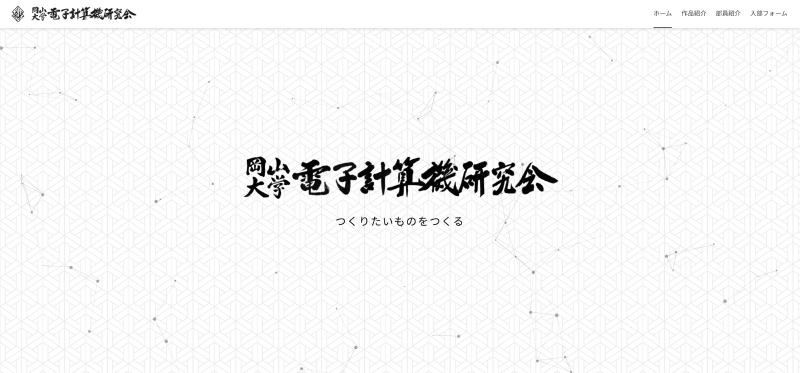 岡山大学電子計算機研究会
ホーム 作品紹介 部員紹介 入部フォーム
岡山大学電子計算機研究会
つくりたいものをつくる